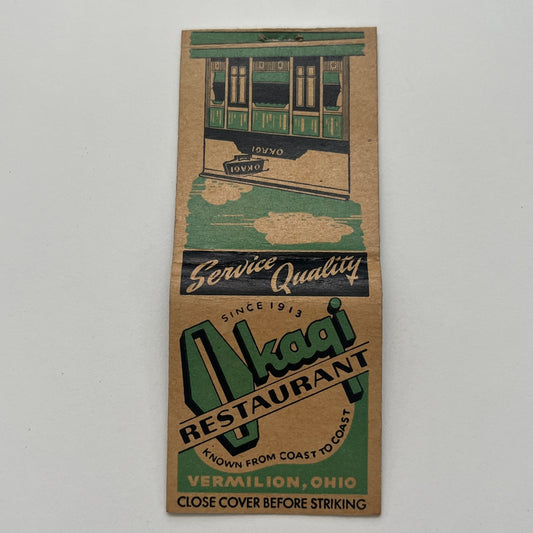 OKAGI
OKAGI
Service Quality
SINCE 1913
Okagi
RESTAURANT
KNOWN FROM COAST TO COAST
VERMILION, OHIO
CLOSE COVER BEFORE STRIKING